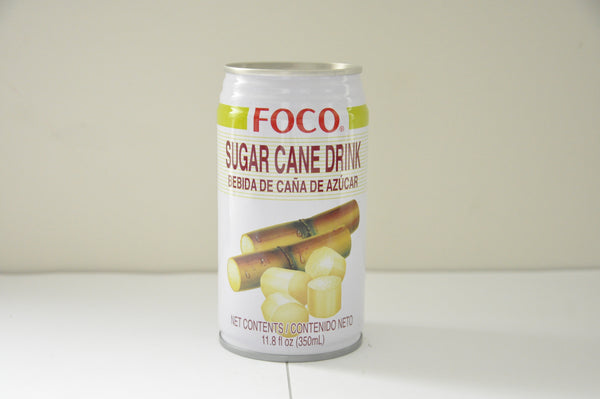 FOCO®
SUGAR CANE DRINK
BEBIDA DE CAÑA DE AZÚCAR
NET CONTENTS / CONTENIDO NETO
11.8 fl oz (350mL)